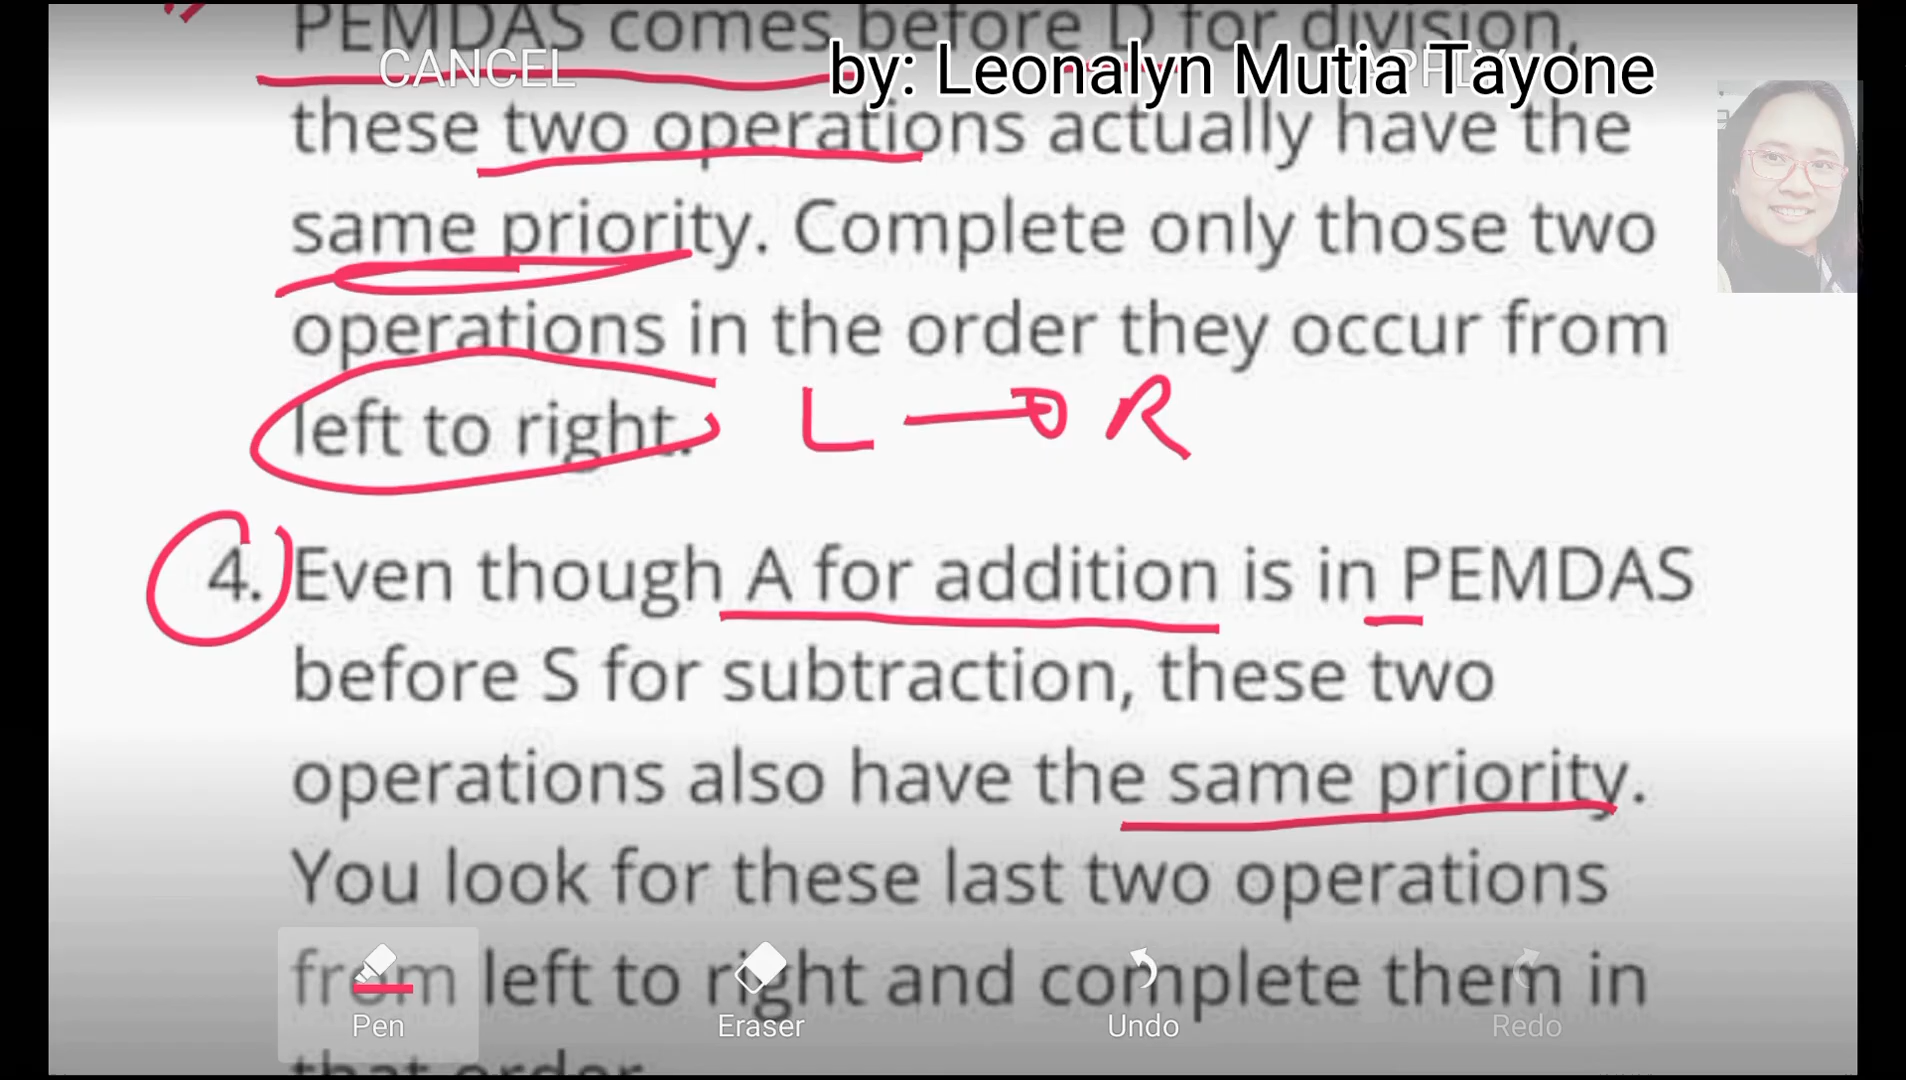 PEMDAS comes before D for division,
CANCEL
by: Leonalyn Mutia Tayone
these two operations actually have the
same priority. Complete only those two
operations in the order they occur from
left to right. L R
4. Even though A for addition is in PEMDAS
before S for subtraction, these two
operations also have the same priority.
You look for these last two operations
from left to right and complete them in
Pen Eraser Undo Redo
that order